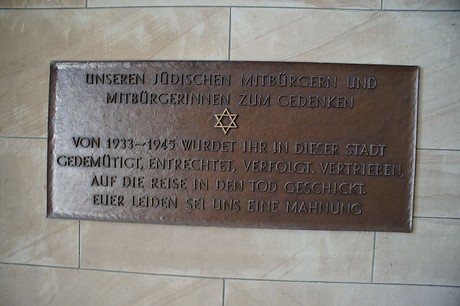 UNSEREN JÜDISCHEN MITBÜRGERN UND
MITBÜRGERINNEN ZUM GEDENKEN
VON 1933–1945 WURDET IHR IN DIESER STADT
GEDEMÜTIGT, ENTRECHTET, VERFOLGT, VERTRIEBEN,
AUF DIE REISE IN DEN TOD GESCHICKT.
EUER LEIDEN SEI UNS EINE MAHNUNG